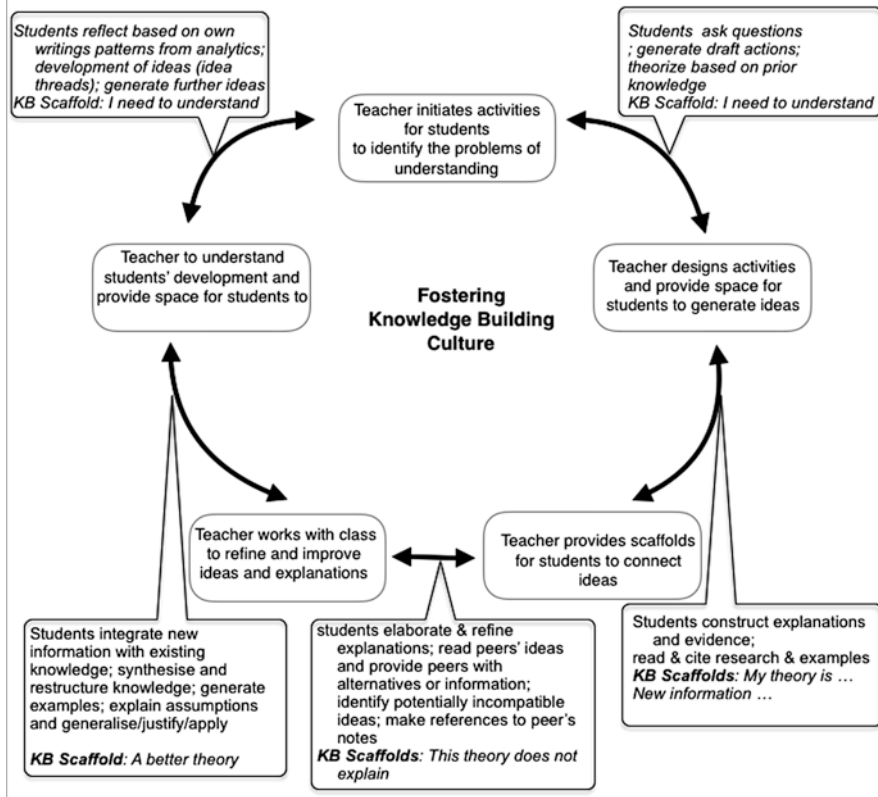 Students reflect based on own
writings patterns from analytics;
development of ideas (idea
threads); generate further ideas
KB Scaffold: I need to understand
Students ask questions
; generate draft actions;
theorize based on prior
knowledge
KB Scaffold: I need to understand
Teacher initiates activities
for students
to identify the problems of
understanding
Teacher to understand
students’ development and
provide space for students to
Teacher designs activities
and provide space for
students to generate ideas
Fostering
Knowledge Building
Culture
Teacher works with class
to refine and improve
ideas and explanations
Teacher provides scaffolds
for students to connect
ideas
Students integrate new
information with existing
knowledge; synthesise and
restructure knowledge; generate
examples; explain assumptions
and generalise/justify/apply
KB Scaffold: A better theory
students elaborate & refine
explanations; read peers’ ideas
and provide peers with
alternatives or information;
identify potentially incompatible
ideas; make references to peer’s
notes
KB Scaffolds: This theory does not
explain
Students construct explanations
and evidence;
read & cite research & examples
KB Scaffolds: My theory is ...
New information ...